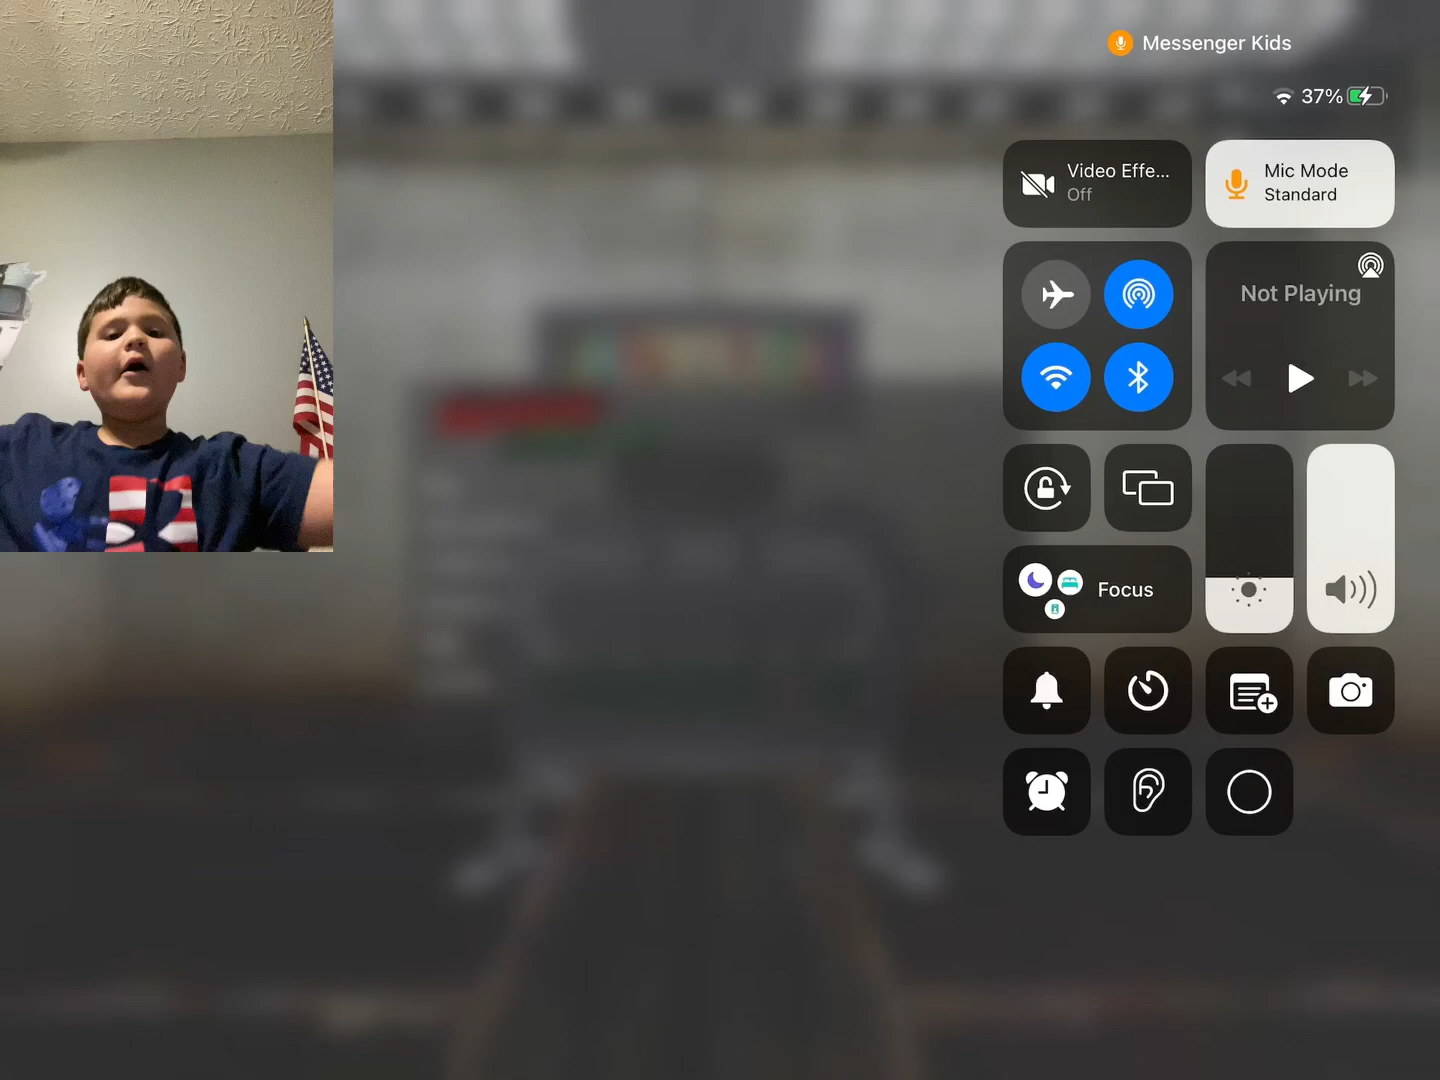 Messenger Kids
37%
Video Effe...
Off
Mic Mode
Standard
Not Playing
Focus